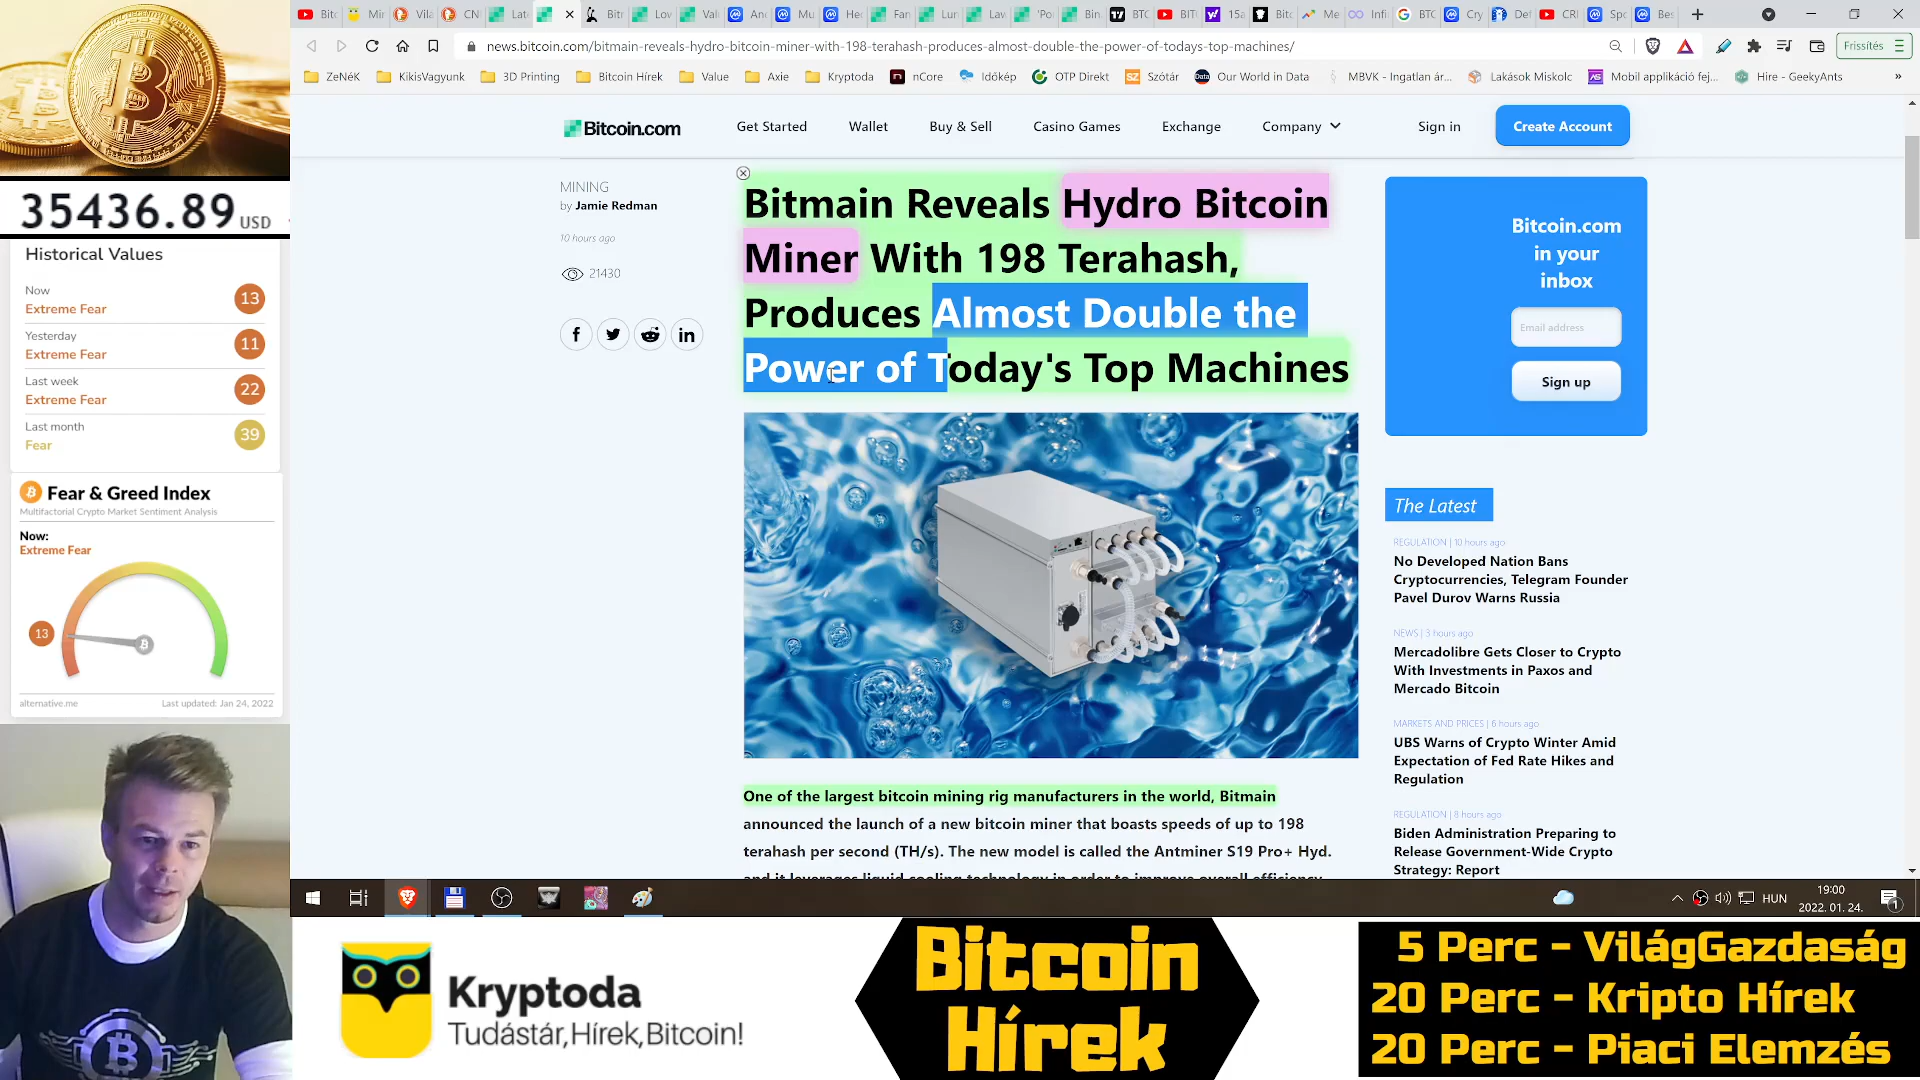 35436.89 USD
Historical Values
Now
Extreme Fear
13
Yesterday
Extreme Fear
11
Last week
Extreme Fear
22
Last month
Fear
39
Fear & Greed Index
Multifactorial Crypto Market Sentiment Analysis
Now:
Extreme Fear
13
alternative.me
Last updated: Jan 24, 2022
news.bitcoin.com/bitmain-reveals-hydro-bitcoin-miner-with-198-terahash-produces-almost-double-the-power-of-todays-top-machines/
Frissítés
ZeNéK
KikisVagyunk
3D Printing
Bitcoin Hírek
Value
Axie
Kryptoda
nCore
Időkép
OTP Direkt
Szótár
Our World in Data
MBVK - Ingatlan ár...
Lakások Miskolc
Mobil applikáció fej...
Hire - GeekyAnts
Bitcoin.com
Get Started
Wallet
Buy & Sell
Casino Games
Exchange
Company
Sign in
Create Account
MINING
by Jamie Redman
10 hours ago
21430
Bitmain Reveals Hydro Bitcoin
Miner With 198 Terahash,
Produces Almost Double the
Power of Today's Top Machines
One of the largest bitcoin mining rig manufacturers in the world, Bitmain
announced the launch of a new bitcoin miner that boasts speeds of up to 198
terahash per second (TH/s). The new model is called the Antminer S19 Pro+ Hyd.
Bitcoin.com
in your
inbox
Email address
Sign up
The Latest
REGULATION | 10 hours ago
No Developed Nation Bans
Cryptocurrencies, Telegram Founder
Pavel Durov Warns Russia
NEWS | 3 hours ago
Mercadolibre Gets Closer to Crypto
With Investments in Paxos and
Mercado Bitcoin
MARKETS AND PRICES | 6 hours ago
UBS Warns of Crypto Winter Amid
Expectation of Fed Rate Hikes and
Regulation
REGULATION | 8 hours ago
Biden Administration Preparing to
Release Government-Wide Crypto
Strategy: Report
HUN
19:00
2022. 01. 24.
Kryptoda
Tudástár,Hírek,Bitcoin!
Bitcoin
Hírek
5 Perc - VilágGazdaság
20 Perc - Kripto Hírek
20 Perc - Piaci Elemzés